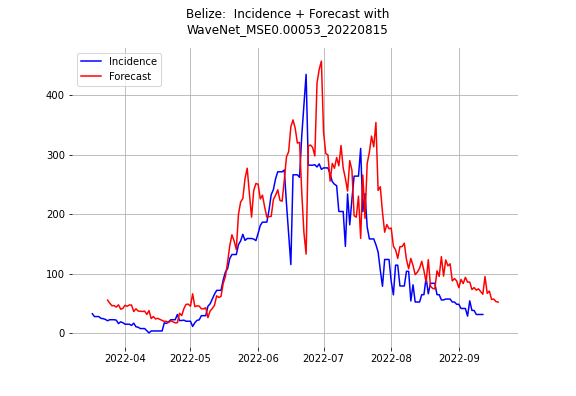 Belize:  Incidence + Forecast with
WaveNet_MSE0.00053_20220815
Incidence
Forecast
400
300
200
100
0
2022-04 2022-05 2022-06 2022-07 2022-08 2022-09